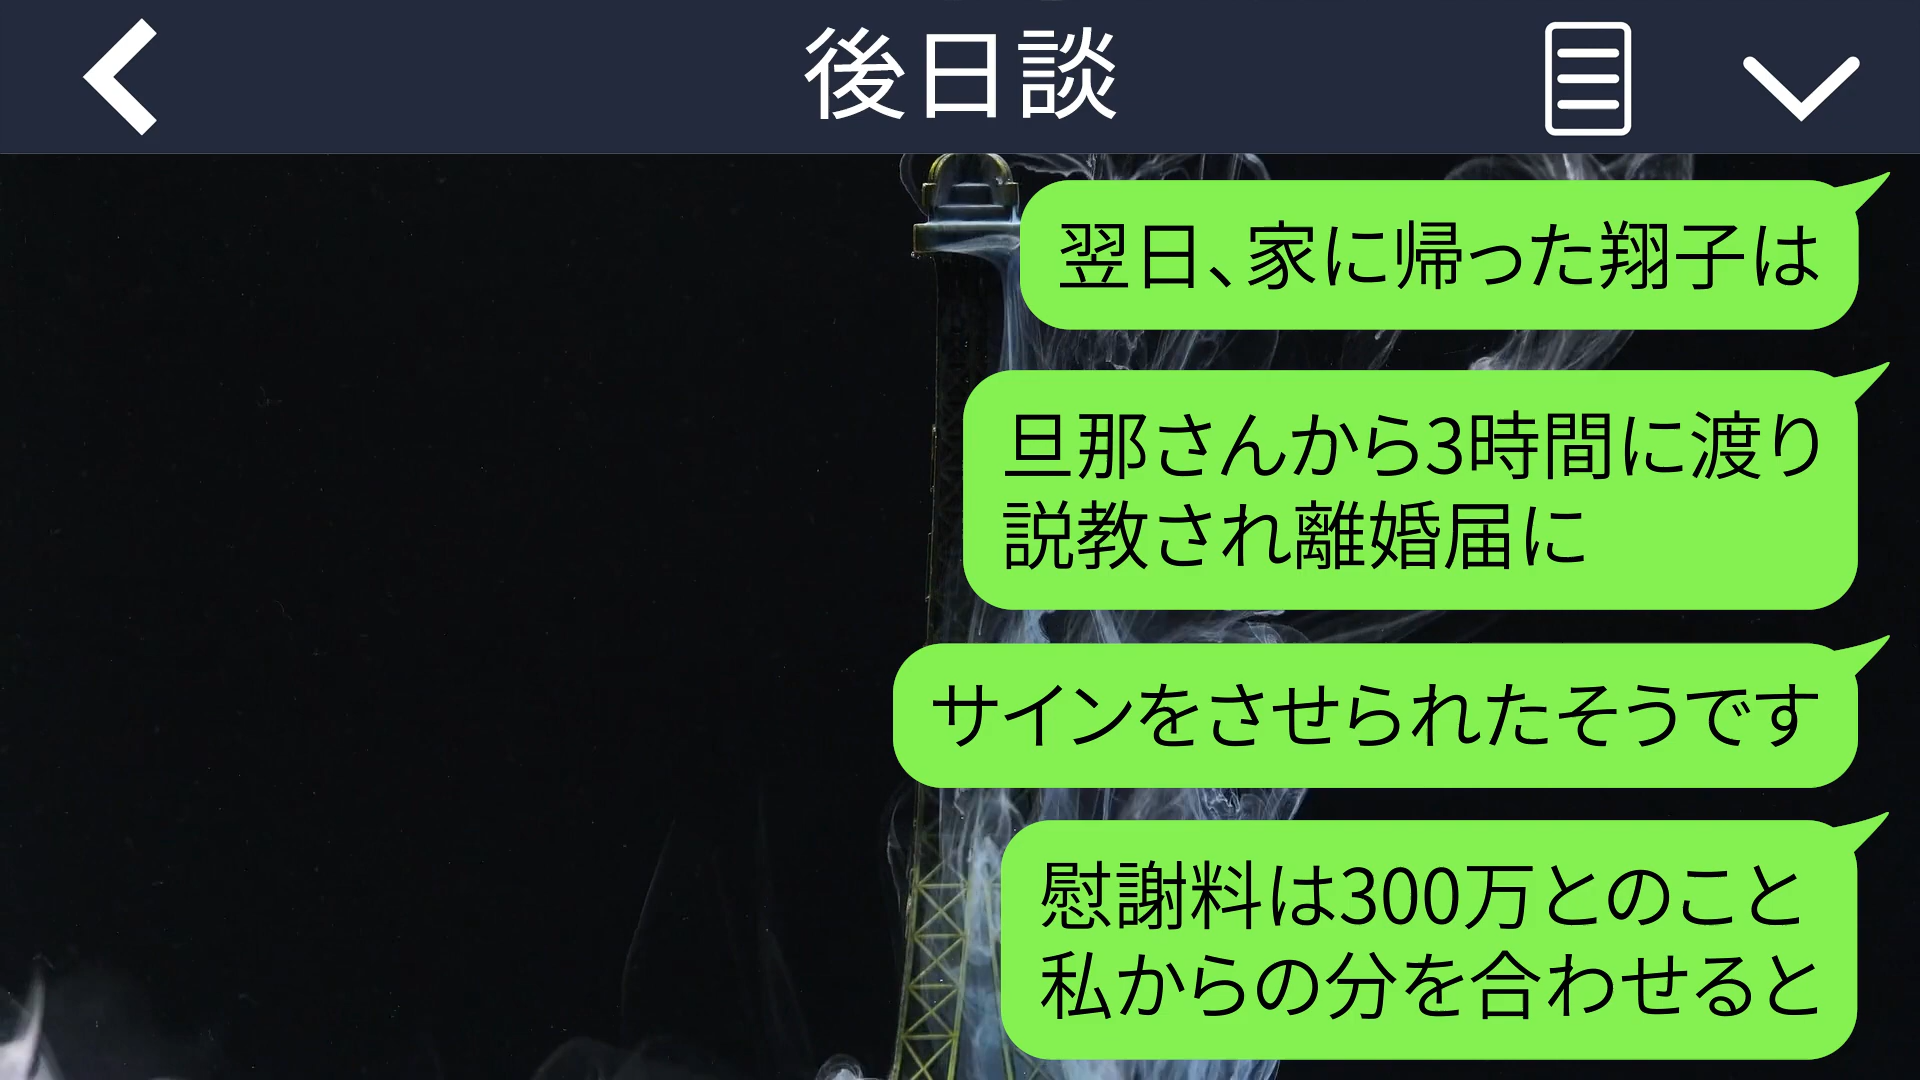 後日談
翌日、家に帰った翔子は
旦那さんから3時間に渡り
説教され離婚届に
サインをさせられたそうです
慰謝料は300万とのこと
私からの分を合わせると